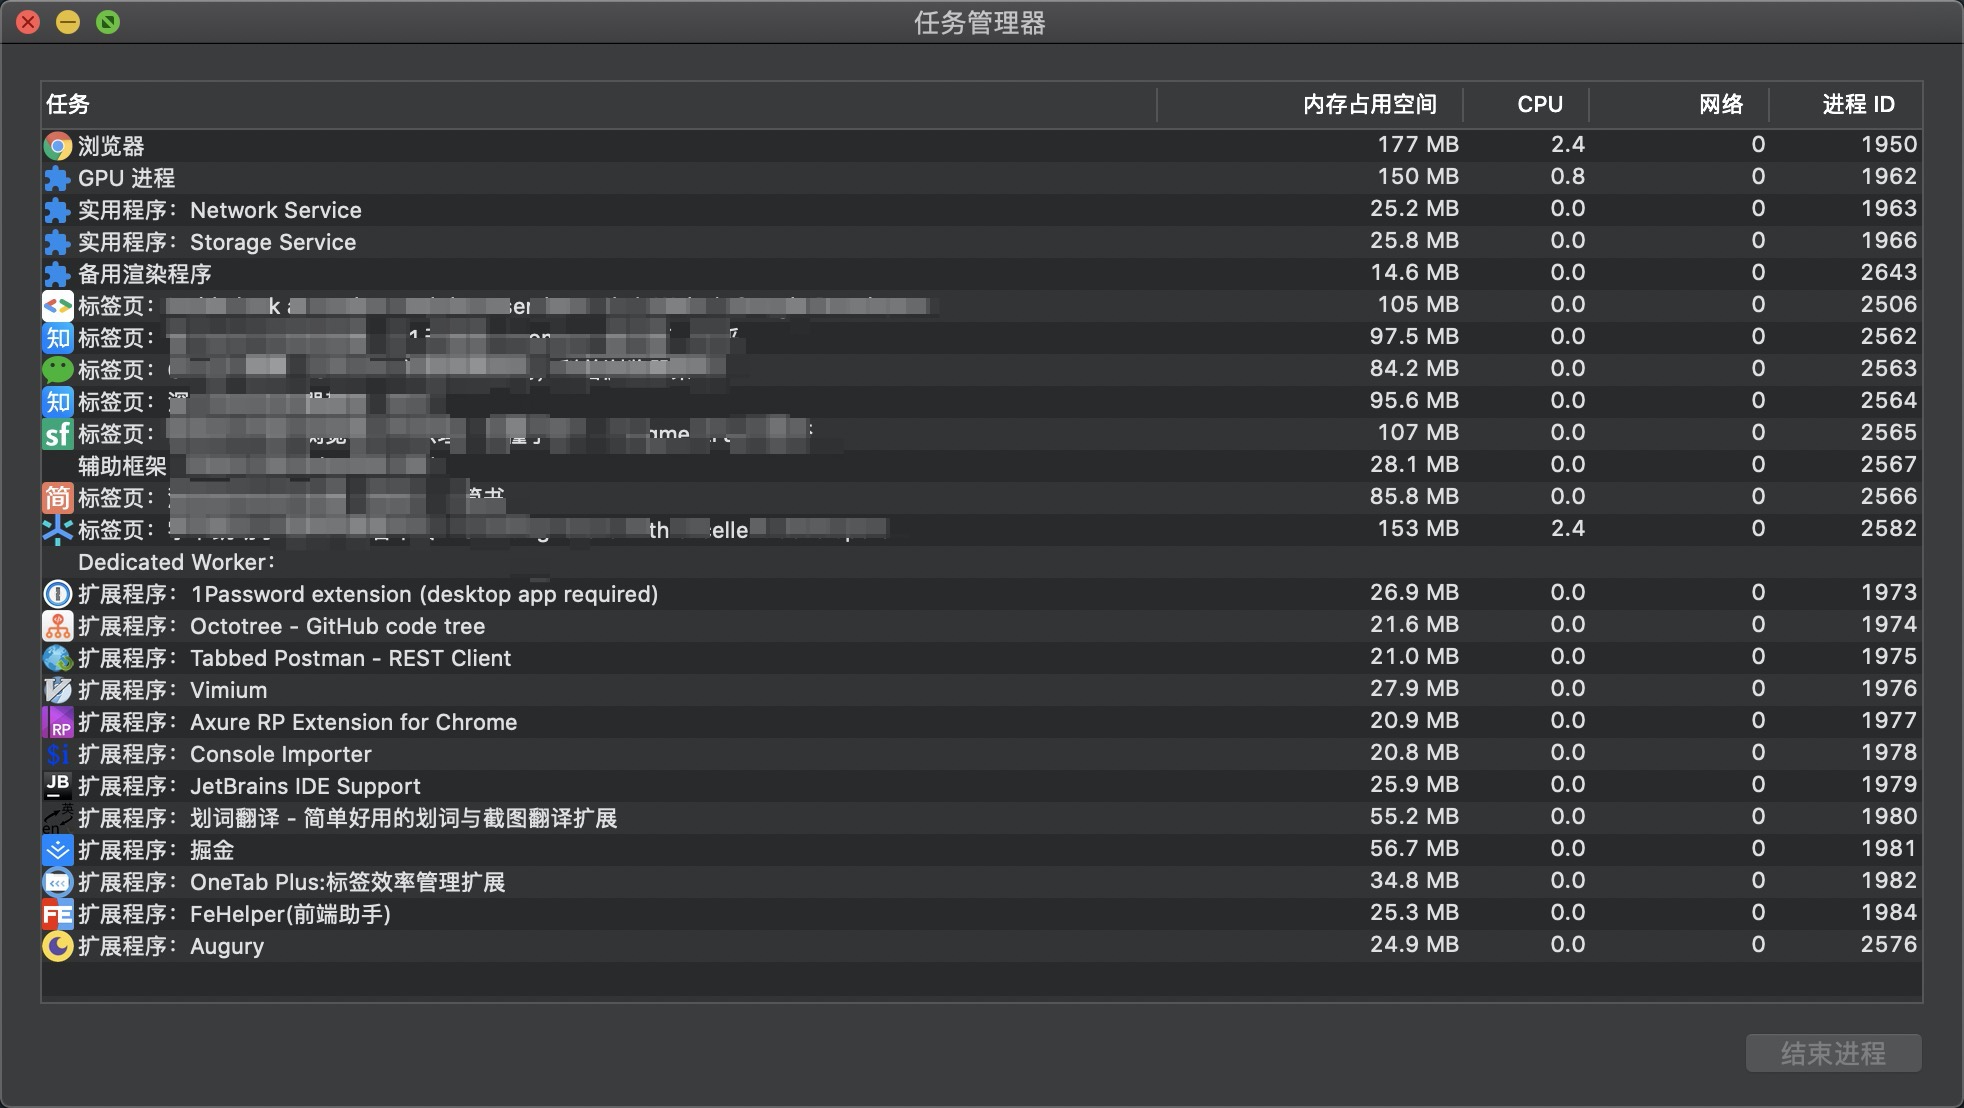 任务管理器
任务 内存占用空间 CPU 网络 进程 ID
浏览器 177 MB 2.4 0 1950
GPU 进程 150 MB 0.8 0 1962
实用程序：Network Service 25.2 MB 0.0 0 1963
实用程序：Storage Service 25.8 MB 0.0 0 1966
备用渲染程序 14.6 MB 0.0 0 2643
标签页： 105 MB 0.0 0 2506
知 标签页： 97.5 MB 0.0 0 2562
标签页： 84.2 MB 0.0 0 2563
知 标签页： 95.6 MB 0.0 0 2564
sf 标签页： 107 MB 0.0 0 2565
辅助框架 28.1 MB 0.0 0 2567
简 标签页： 85.8 MB 0.0 0 2566
标签页： 153 MB 2.4 0 2582
Dedicated Worker：
扩展程序：1Password extension (desktop app required) 26.9 MB 0.0 0 1973
扩展程序：Octotree - GitHub code tree 21.6 MB 0.0 0 1974
扩展程序：Tabbed Postman - REST Client 21.0 MB 0.0 0 1975
扩展程序：Vimium 27.9 MB 0.0 0 1976
RP 扩展程序：Axure RP Extension for Chrome 20.9 MB 0.0 0 1977
$i 扩展程序：Console Importer 20.8 MB 0.0 0 1978
JB 扩展程序：JetBrains IDE Support 25.9 MB 0.0 0 1979
英 en 扩展程序：划词翻译 - 简单好用的划词与截图翻译扩展 55.2 MB 0.0 0 1980
扩展程序：掘金 56.7 MB 0.0 0 1981
扩展程序：OneTab Plus:标签效率管理扩展 34.8 MB 0.0 0 1982
FE 扩展程序：FeHelper(前端助手) 25.3 MB 0.0 0 1984
扩展程序：Augury 24.9 MB 0.0 0 2576
结束进程